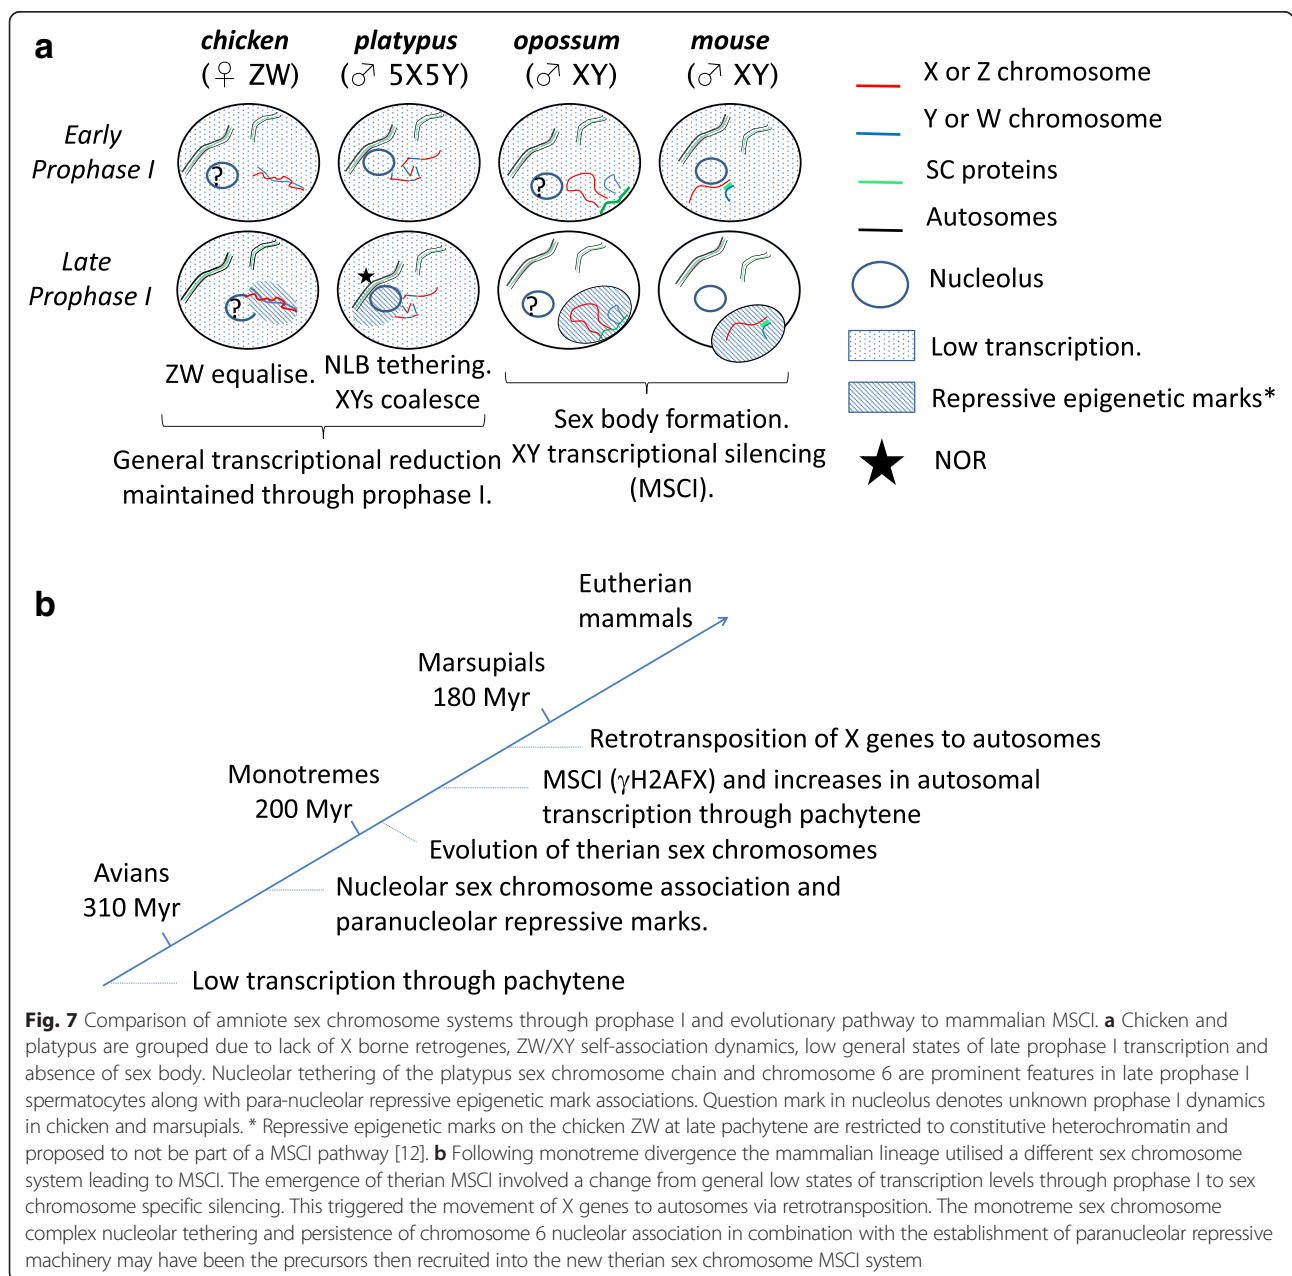 a
chicken platypus opossum mouse
(♀ ZW) (♂ 5X5Y) (♂ XY) (♂ XY)
Early
Prophase I
? ?
Late
Prophase I
? ?
ZW equalise.
NLB tethering.
XYs coalesce
General transcriptional reduction
maintained through prophase I.
Sex body formation.
XY transcriptional silencing
(MSCI).
X or Z chromosome
Y or W chromosome
SC proteins
Autosomes
Nucleolus
Low transcription.
Repressive epigenetic marks*
NOR
b
Eutherian
mammals
Marsupials
180 Myr
Retrotransposition of X genes to autosomes
Monotremes
200 Myr
MSCI (γH2AFX) and increases in autosomal
transcription through pachytene
Evolution of therian sex chromosomes
Avians
310 Myr
Nucleolar sex chromosome association and
paranucleolar repressive marks.
Low transcription through pachytene
Fig. 7 Comparison of amniote sex chromosome systems through prophase I and evolutionary pathway to mammalian MSCI. a Chicken and
platypus are grouped due to lack of X borne retrogenes, ZW/XY self-association dynamics, low general states of late prophase I transcription and
absence of sex body. Nucleolar tethering of the platypus sex chromosome chain and chromosome 6 are prominent features in late prophase I
spermatocytes along with para-nucleolar repressive epigenetic mark associations. Question mark in nucleolus denotes unknown prophase I dynamics
in chicken and marsupials. * Repressive epigenetic marks on the chicken ZW at late pachytene are restricted to constitutive heterochromatin and
proposed to not be part of a MSCI pathway [12]. b Following monotreme divergence the mammalian lineage utilised a different sex chromosome
system leading to MSCI. The emergence of therian MSCI involved a change from general low states of transcription levels through prophase I to sex
chromosome specific silencing. This triggered the movement of X genes to autosomes via retrotransposition. The monotreme sex chromosome
complex nucleolar tethering and persistence of chromosome 6 nucleolar association in combination with the establishment of paranucleolar repressive
machinery may have been the precursors then recruited into the new therian sex chromosome MSCI system